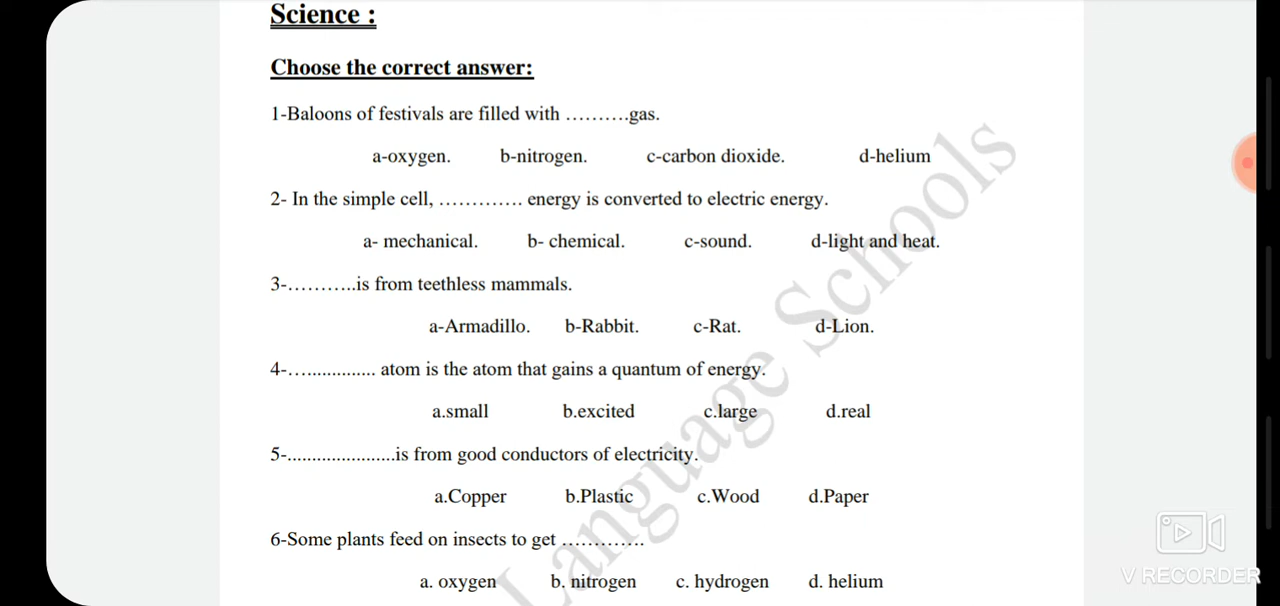 Science :
Choose the correct answer:
1-Baloons of festivals are filled with ……….gas.
a-oxygen. b-nitrogen. c-carbon dioxide. d-helium
2- In the simple cell, …………. energy is converted to electric energy.
a- mechanical. b- chemical. c-sound. d-light and heat.
3-………..is from teethless mammals.
a-Armadillo. b-Rabbit. c-Rat. d-Lion.
4-…................ atom is the atom that gains a quantum of energy.
a.small b.excited c.large d.real
5-......................is from good conductors of electricity.
a.Copper b.Plastic c.Wood d.Paper
6-Some plants feed on insects to get ………….
a. oxygen b. nitrogen c. hydrogen d. helium
Language Schools
V RECORDER